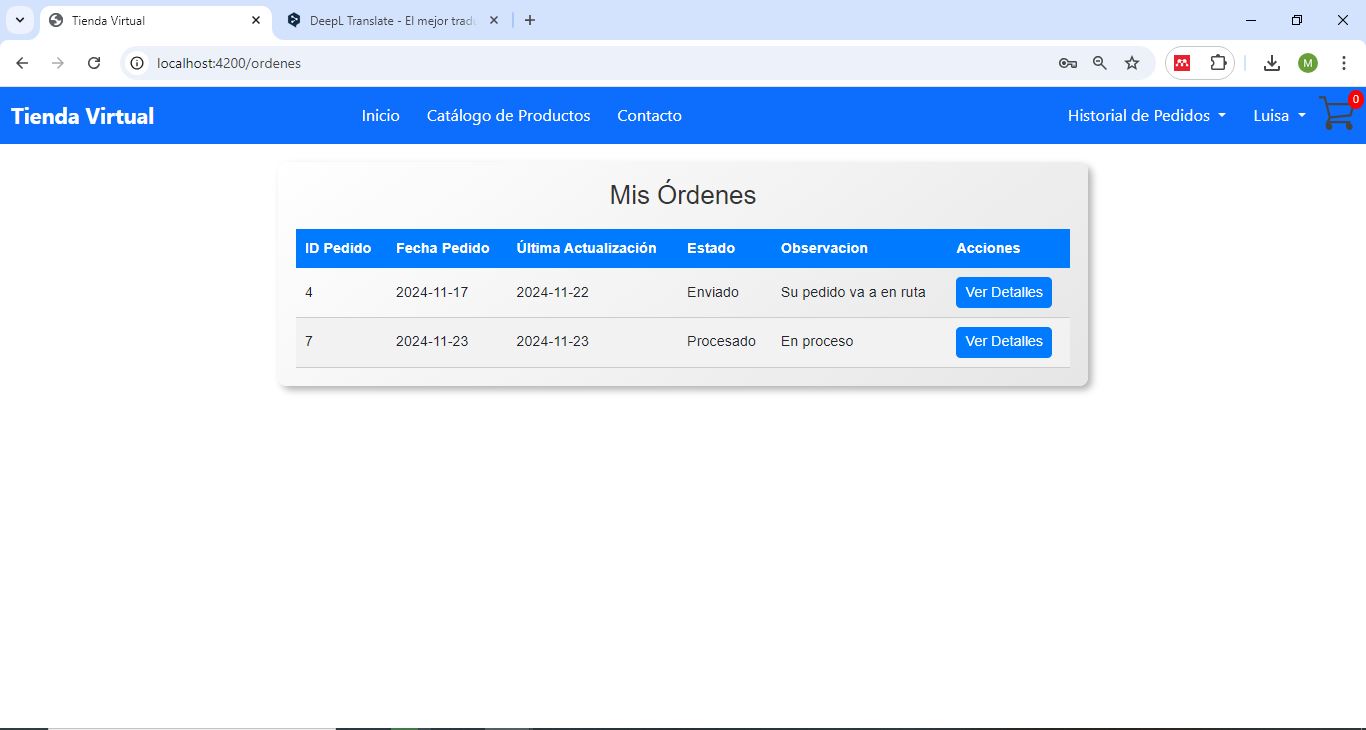 Tienda Virtual
DeepL Translate - El mejor tradu
localhost:4200/ordenes
M
Tienda Virtual Inicio Catálogo de Productos Contacto Historial de Pedidos Luisa 0
Mis Órdenes
ID Pedido Fecha Pedido Última Actualización Estado Observacion Acciones
4 2024-11-17 2024-11-22 Enviado Su pedido va a en ruta Ver Detalles
7 2024-11-23 2024-11-23 Procesado En proceso Ver Detalles